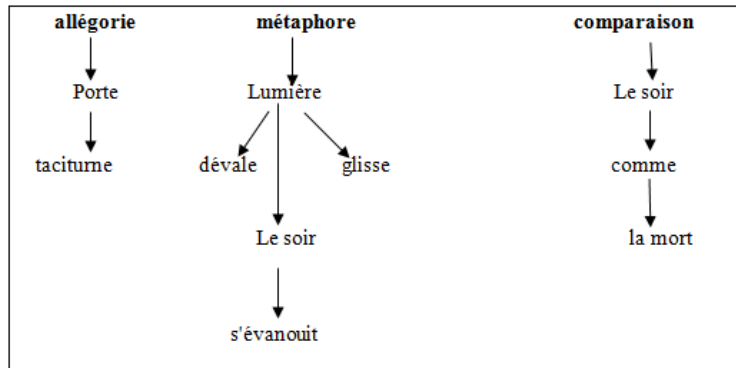 allégorie métaphore comparaison
Porte Lumière Le soir
taciturne dévale glisse comme
Le soir la mort
s'évanouit